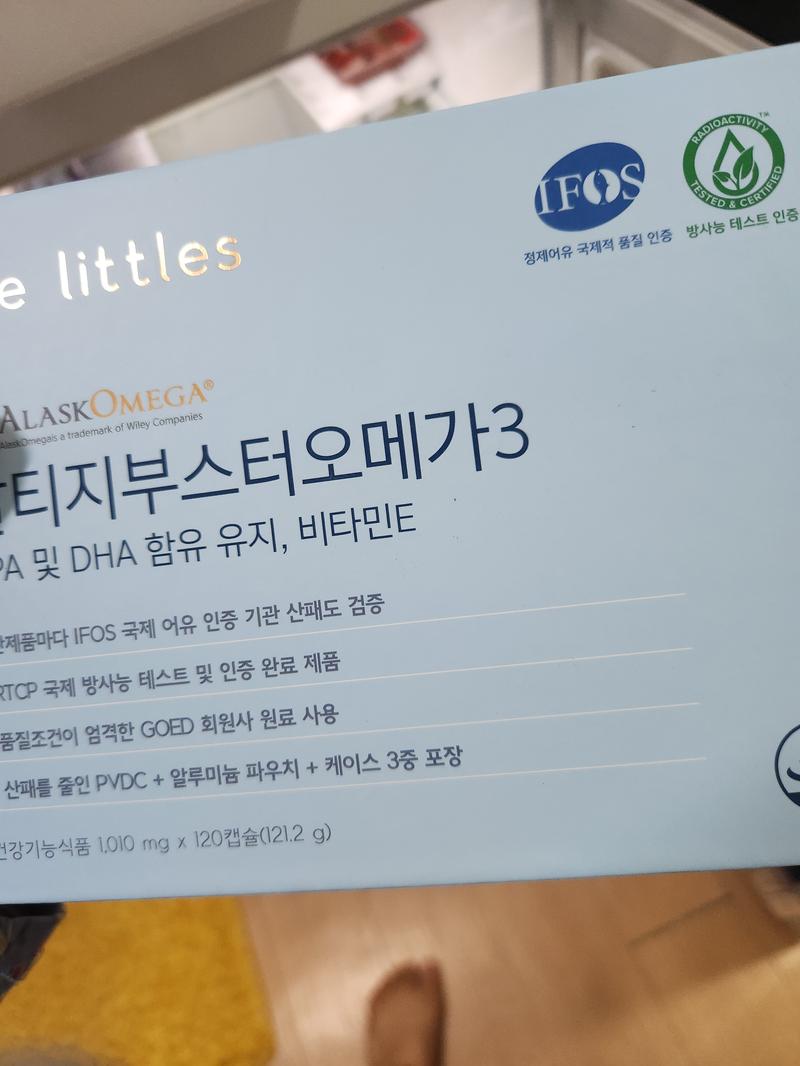 IFOS
정제어유 국제적 품질 인증
RADIOACTIVITY
TESTED & CERTIFIED
TM
방사능 테스트 인증
e littles
ALASKOMEGA®
AlaskOmegais a trademark of Wiley Companies
티지부스터오메가3
PA 및 DHA 함유 유지, 비타민E
제품마다 IFOS 국제 어유 인증 기관 산패도 검증
RTCP 국제 방사능 테스트 및 인증 완료 제품
품질조건이 엄격한 GOED 회원사 원료 사용
산패를 줄인 PVDC + 알루미늄 파우치 + 케이스 3중 포장
건강기능식품 1,010 mg x 120캡슐(121.2 g)